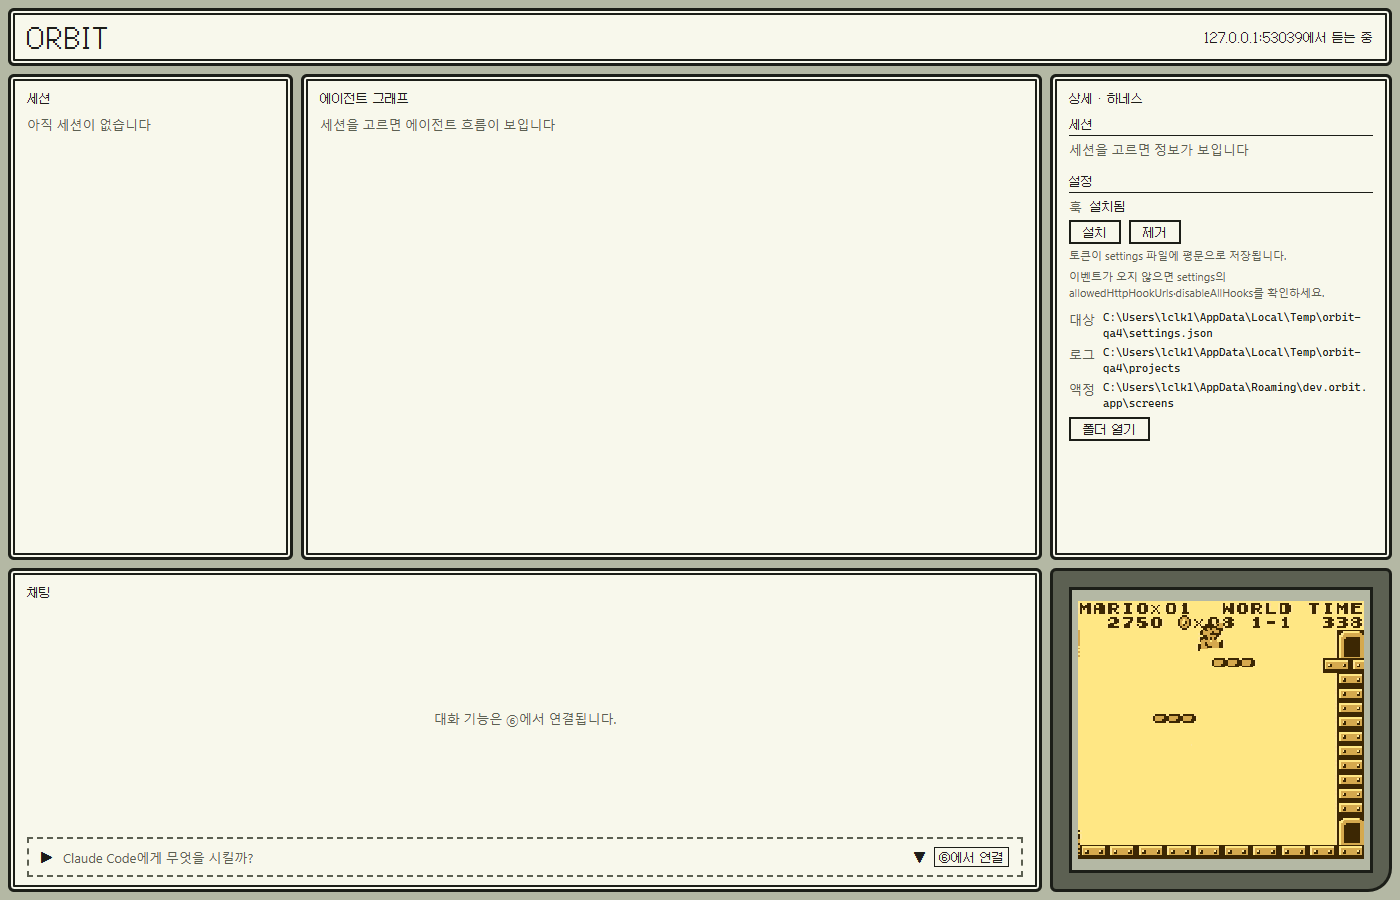 ORBIT
127.0.0.1:53039에서 듣는 중
세션
아직 세션이 없습니다
에이전트 그래프
세션을 고르면 에이전트 흐름이 보입니다
상세 · 하네스
세션
세션을 고르면 정보가 보입니다
설정
훅 설치됨
설치 제거
토큰이 settings 파일에 평문으로 저장됩니다.
이벤트가 오지 않으면 settings의
allowedHttpHookUrls·disableAllHooks를 확인하세요.
대상 C:\Users\lclk1\AppData\Local\Temp\orbit-
qa4\settings.json
로그 C:\Users\lclk1\AppData\Local\Temp\orbit-
qa4\projects
액정 C:\Users\lclk1\AppData\Roaming\dev.orbit.
app\screens
폴더 열기
채팅
대화 기능은 ⑥에서 연결됩니다.
▶ Claude Code에게 무엇을 시킬까? ▼ ⑥에서 연결
MARIO×01 WORLD TIME
2750 ×03 1-1 333